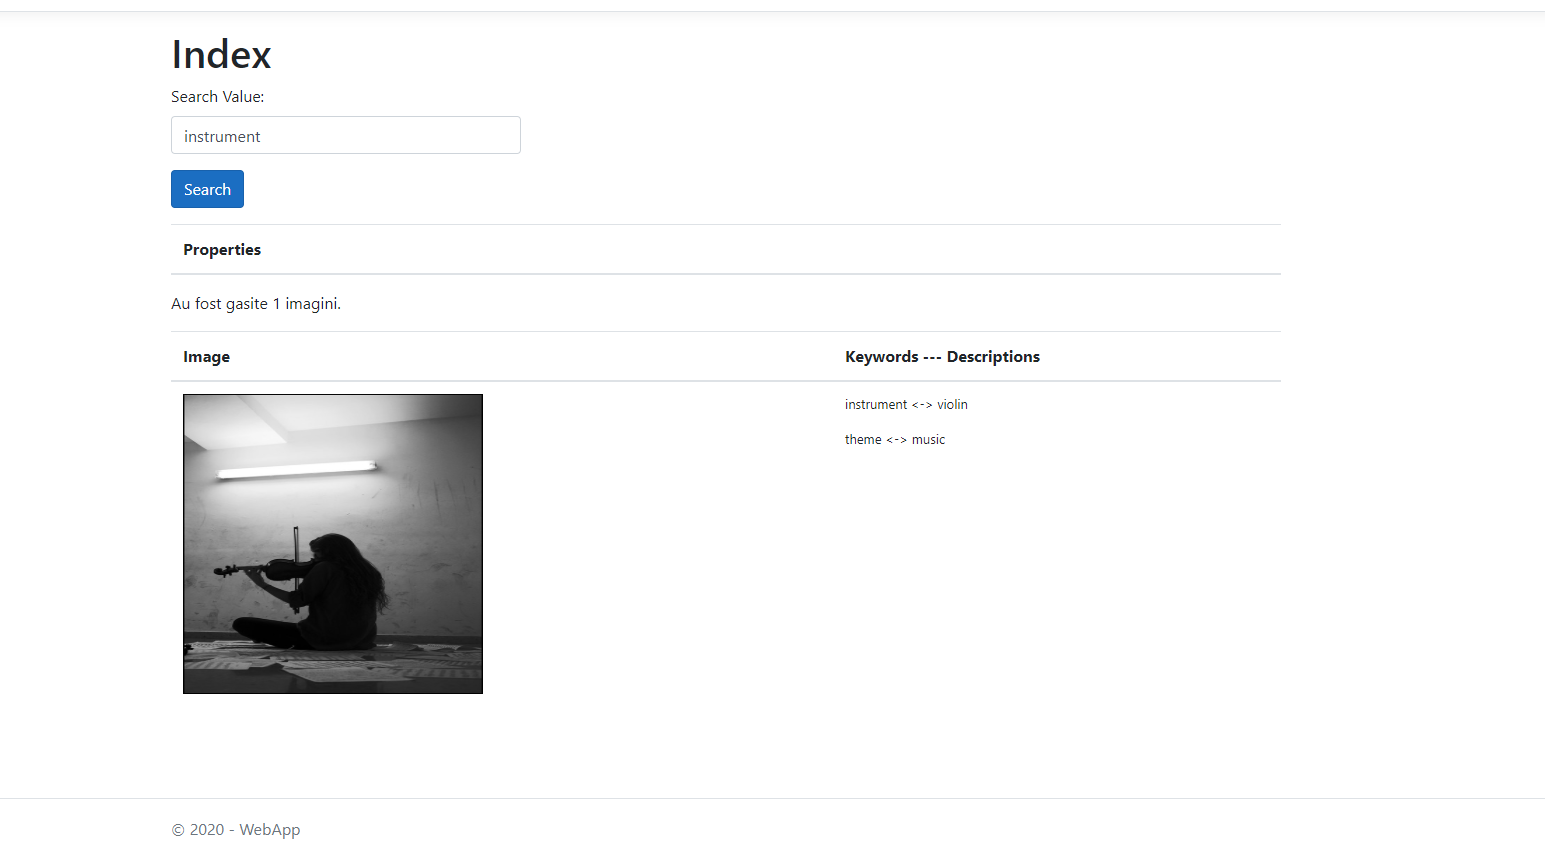 Index
Search Value:
instrument
Search
Properties
Au fost gasite 1 imagini.
Image Keywords --- Descriptions
instrument <-> violin
theme <-> music
© 2020 - WebApp